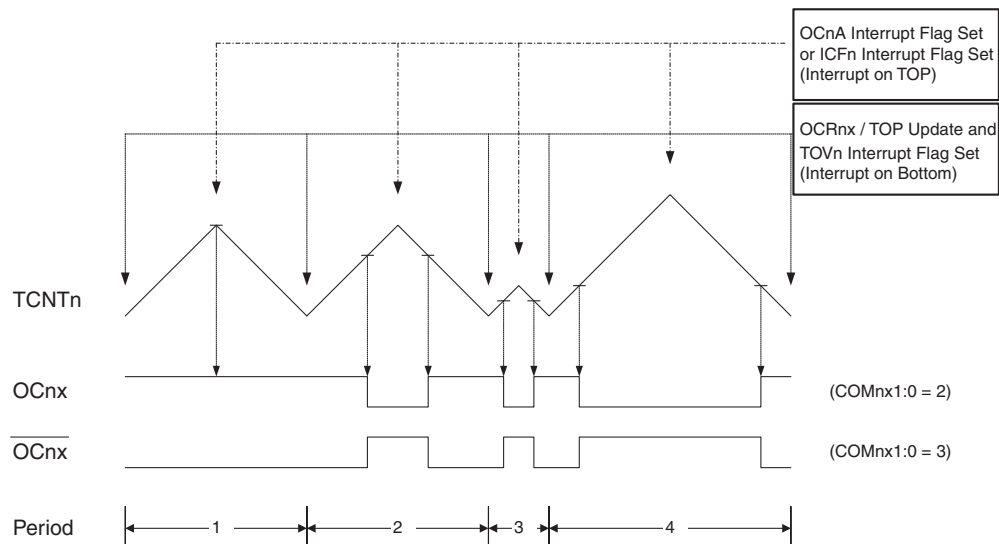 OCnA Interrupt Flag Set
or ICFn Interrupt Flag Set
(Interrupt on TOP)
OCRnx / TOP Update and
TOVn Interrupt Flag Set
(Interrupt on Bottom)
TCNTn
OCnx
(COMnx1:0 = 2)
OCnx
(COMnx1:0 = 3)
Period
1
2
3
4